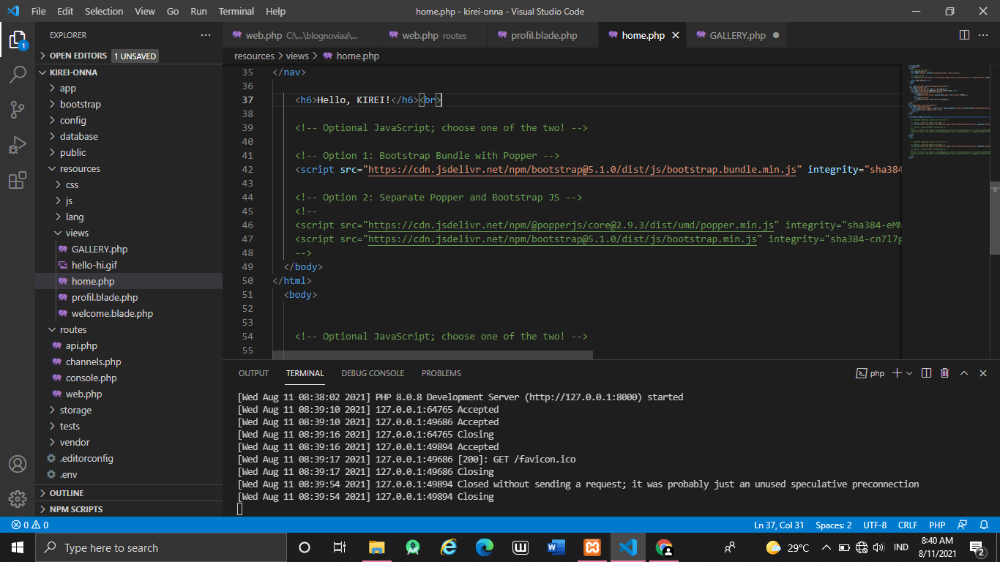 File Edit Selection View Go Run Terminal Help home.php - kirei-onna - Visual Studio Code
EXPLORER
1
OPEN EDITORS 1 UNSAVED
KIREI-ONNA
app
bootstrap
config
database
public
resources
css
js
lang
views
GALLERY.php
hello-hi.gif
home.php
profil.blade.php
welcome.blade.php
routes
api.php
channels.php
console.php
web.php
storage
tests
vendor
.editorconfig
.env
OUTLINE
NPM SCRIPTS
web.php C:\...\blognoviaa\... web.php routes profil.blade.php home.php GALLERY.php
resources > views > home.php
35 </nav>
36
37 <h6>Hello, KIREI!</h6><br>
38
39 <!-- Optional JavaScript; choose one of the two! -->
40
41 <!-- Option 1: Bootstrap Bundle with Popper -->
42 <script src="https://cdn.jsdelivr.net/npm/bootstrap@5.1.0/dist/js/bootstrap.bundle.min.js" integrity="sha384
43
44 <!-- Option 2: Separate Popper and Bootstrap JS -->
45 <!--
46 <script src="https://cdn.jsdelivr.net/npm/@popperjs/core@2.9.3/dist/umd/popper.min.js" integrity="sha384-eMN
47 <script src="https://cdn.jsdelivr.net/npm/bootstrap@5.1.0/dist/js/bootstrap.min.js" integrity="sha384-cn7l7g
48 -->
49 </body>
50 </html>
51 <body>
52
53
54 <!-- Optional JavaScript; choose one of the two! -->
55
OUTPUT TERMINAL DEBUG CONSOLE PROBLEMS php
[Wed Aug 11 08:38:02 2021] PHP 8.0.8 Development Server (http://127.0.0.1:8000) started
[Wed Aug 11 08:39:10 2021] 127.0.0.1:64765 Accepted
[Wed Aug 11 08:39:10 2021] 127.0.0.1:49686 Accepted
[Wed Aug 11 08:39:16 2021] 127.0.0.1:64765 Closing
[Wed Aug 11 08:39:16 2021] 127.0.0.1:49894 Accepted
[Wed Aug 11 08:39:17 2021] 127.0.0.1:49686 [200]: GET /favicon.ico
[Wed Aug 11 08:39:17 2021] 127.0.0.1:49686 Closing
[Wed Aug 11 08:39:54 2021] 127.0.0.1:49894 Closed without sending a request; it was probably just an unused speculative preconnection
[Wed Aug 11 08:39:54 2021] 127.0.0.1:49894 Closing
0 0 Ln 37, Col 31 Spaces: 2 UTF-8 CRLF PHP
Type here to search 29°C IND 8:40 AM
8/11/2021 2